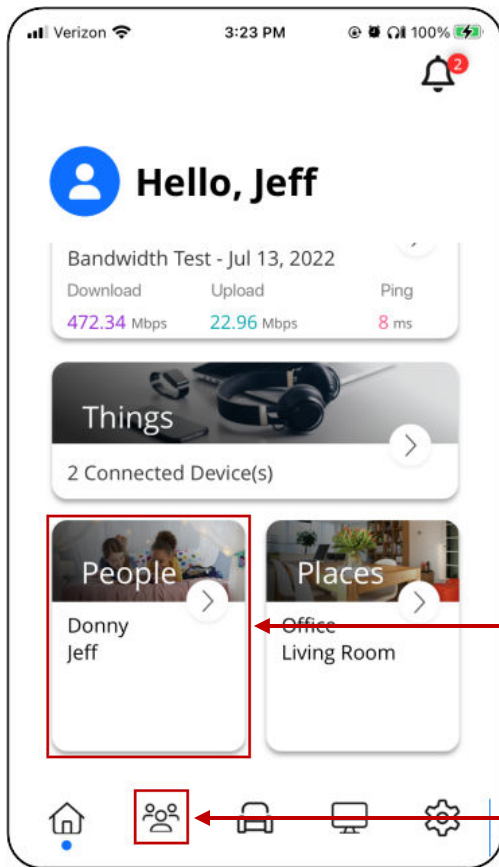 Verizon 3:23 PM 100%
2
Hello, Jeff
Bandwidth Test - Jul 13, 2022
Download Upload Ping
472.34 Mbps 22.96 Mbps 8 ms
Things
2 Connected Device(s)
People
Donny
Jeff
Places
Office
Living Room